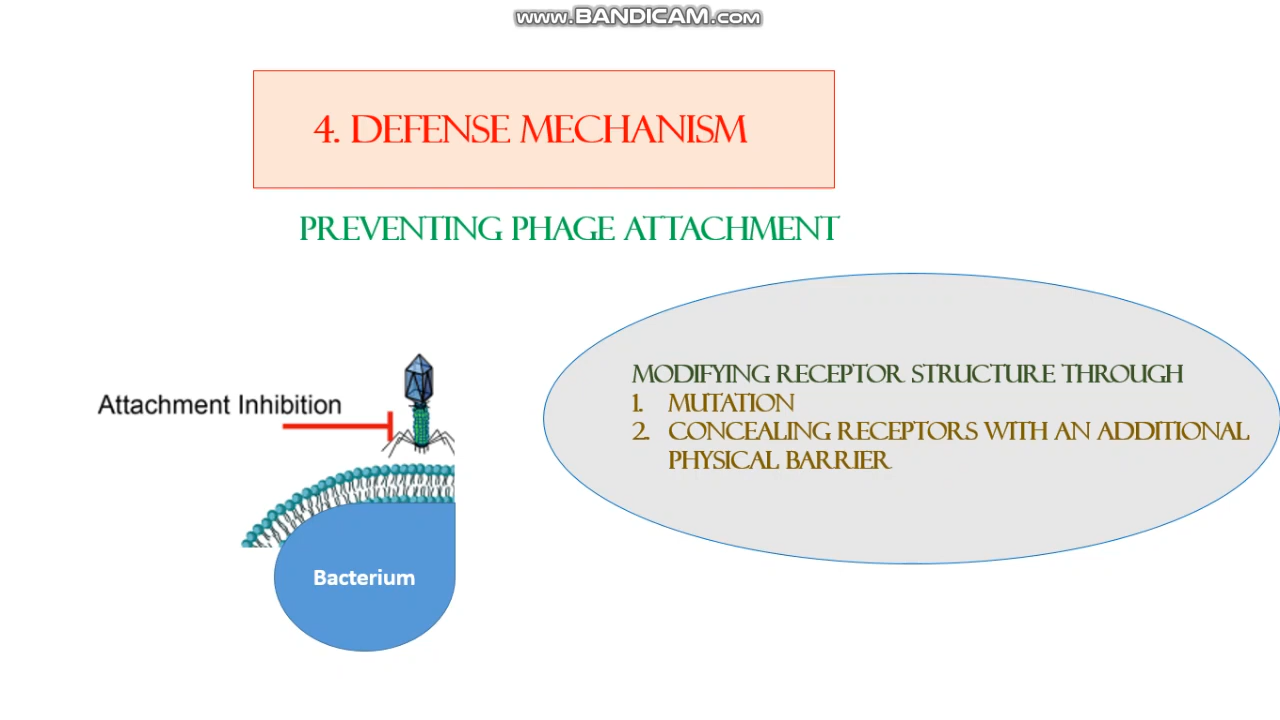 www.BANDICAM.com
4. DEFENSE MECHANISM
PREVENTING PHAGE ATTACHMENT
Attachment Inhibition
Bacterium
MODIFYING RECEPTOR STRUCTURE THROUGH
1. MUTATION
2. CONCEALING RECEPTORS WITH AN ADDITIONAL
PHYSICAL BARRIER